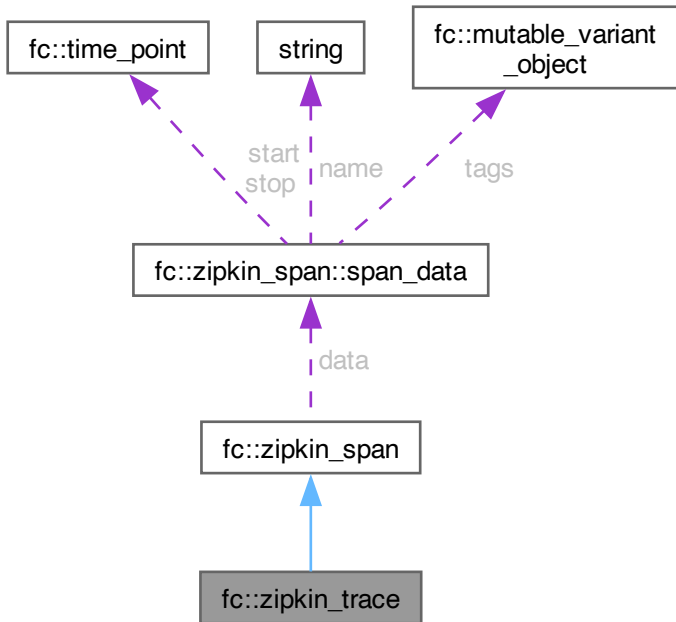 fc::time_point
string
fc::mutable_variant
_object
start
stop
name
tags
fc::zipkin_span::span_data
data
fc::zipkin_span
fc::zipkin_trace